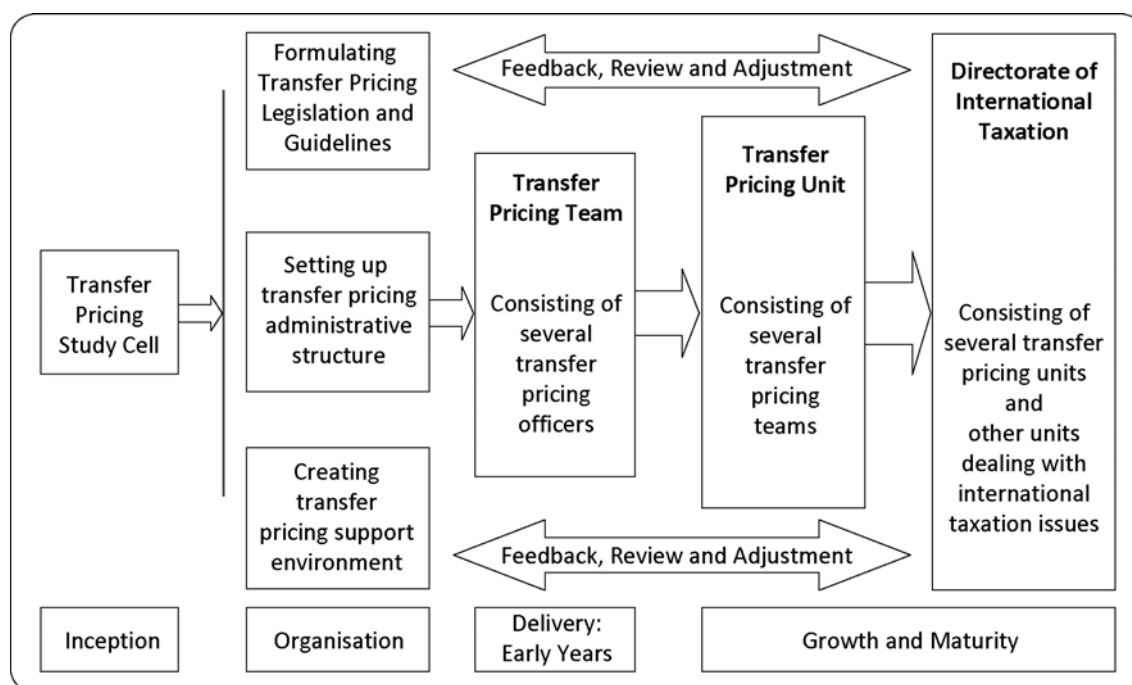 Formulating
Transfer Pricing
Legislation and
Guidelines
Feedback, Review and Adjustment
Directorate of
International
Taxation
Transfer
Pricing Study Cell
Setting up
transfer pricing
administrative
structure
Transfer
Pricing Team
Consisting of
several
transfer
pricing
officers
Transfer
Pricing Unit
Consisting of
several
transfer
pricing
teams
Consisting of
several transfer
pricing units
and
other units
dealing with
international
taxation issues
Creating
transfer
pricing support
environment
Feedback, Review and Adjustment
Inception
Organisation
Delivery:
Early Years
Growth and Maturity